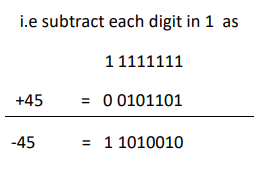 i.e subtract each digit in 1 as
1 1111111
+45 = 0 0101101
-45 = 1 1010010